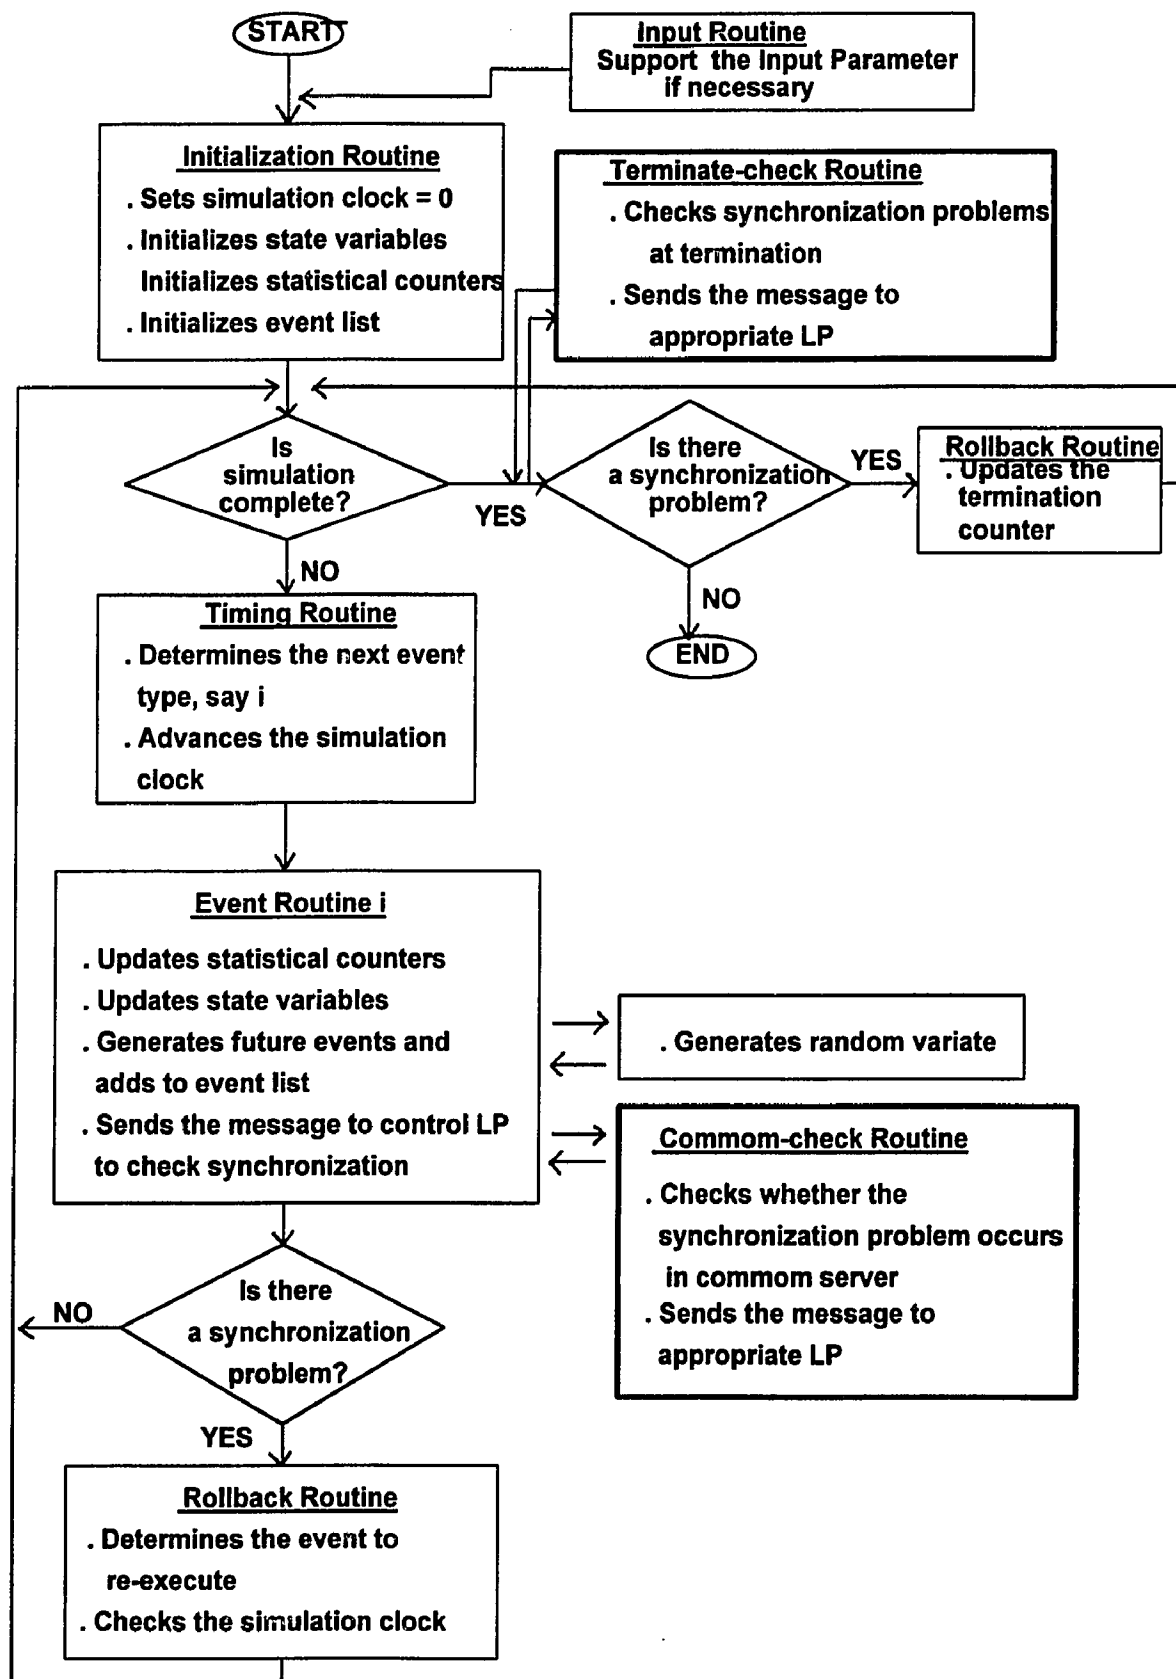 START
Input Routine
Support the Input Parameter
if necessary
Initialization Routine
. Sets simulation clock = 0
. Initializes state variables
Initializes statistical counters
. Initializes event list
Terminate-check Routine
. Checks synchronization problems
at termination
. Sends the message to
appropriate LP
Is
simulation
complete?
YES
NO
Is there
a synchronization
problem?
YES
NO
Rollback Routine
. Updates the
termination
counter
END
Timing Routine
. Determines the next event
type, say i
. Advances the simulation
clock
Event Routine i
. Updates statistical counters
. Updates state variables
. Generates future events and
adds to event list
. Sends the message to control LP
to check synchronization
. Generates random variate
Commom-check Routine
. Checks whether the
synchronization problem occurs
in commom server
. Sends the message to
appropriate LP
Is there
a synchronization
problem?
NO
YES
Rollback Routine
. Determines the event to
re-execute
. Checks the simulation clock